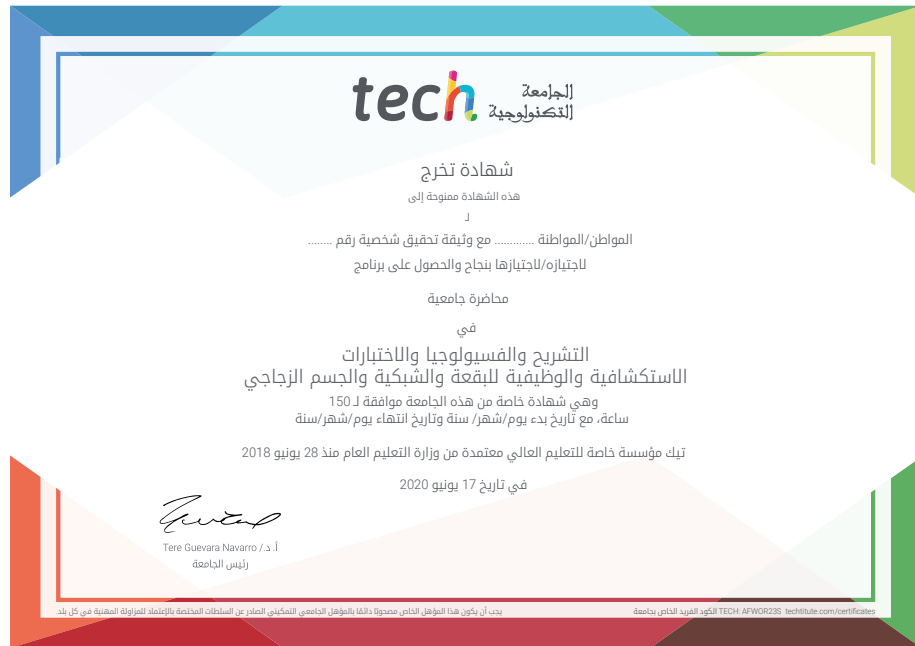 tech الجامعة
التكنولوجية
شهادة تخرج
هذه الشهادة ممنوحة إلى
لـ
المواطن/المواطنة ............ مع وثيقة تحقيق شخصية رقم ........
لاجتيازه/لاجتيازها بنجاح والحصول على برنامج
محاضرة جامعية
في
التشريح والفسيولوجيا والاختبارات
الاستكشافية والوظيفية للبقعة والشبكية والجسم الزجاجي
وهي شهادة خاصة من هذه الجامعة موافقة لـ 150
ساعة، مع تاريخ بدء يوم/شهر/ سنة وتاريخ انتهاء يوم/شهر/سنة
تيك مؤسسة خاصة للتعليم العالي معتمدة من وزارة التعليم العام منذ 28 يونيو 2018
في تاريخ 17 يونيو 2020
أ. د./ Tere Guevara Navarro
رئيس الجامعة
يجب أن يكون هذا المؤهل الخاص مصحوبًا دائمًا بالمؤهل الجامعي التمكيني الصادر عن السلطات المختصة بالإعتماد للمزاولة المهنية في كل بلد.
الكود الفريد الخاص بجامعة TECH: AFWOR23S techtitute.com/certificates